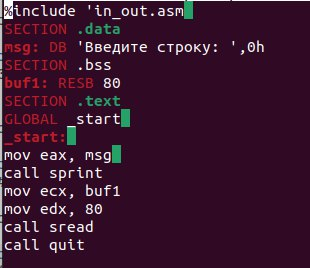 %include 'in_out.asm
SECTION .data
msg: DB 'Введите строку: ',0h
SECTION .bss
buf1: RESB 80
SECTION .text
GLOBAL _start
_start:
mov eax, msg
call sprint
mov ecx, buf1
mov edx, 80
call sread
call quit